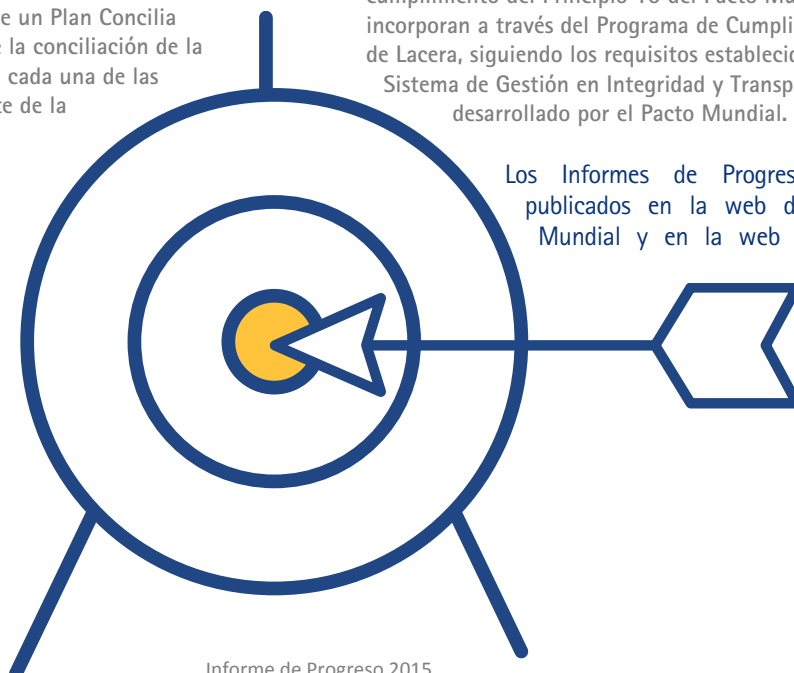 e un Plan Concilia
e la conciliación de la
cada una de las
te de la
incorporan a través del Programa de Cumpli
de Lacera, siguiendo los requisitos establecid
Sistema de Gestión en Integridad y Transp
desarrollado por el Pacto Mundial.
Los Informes de Progres
publicados en la web d
Mundial y en la web
Informe de Progreso 2015